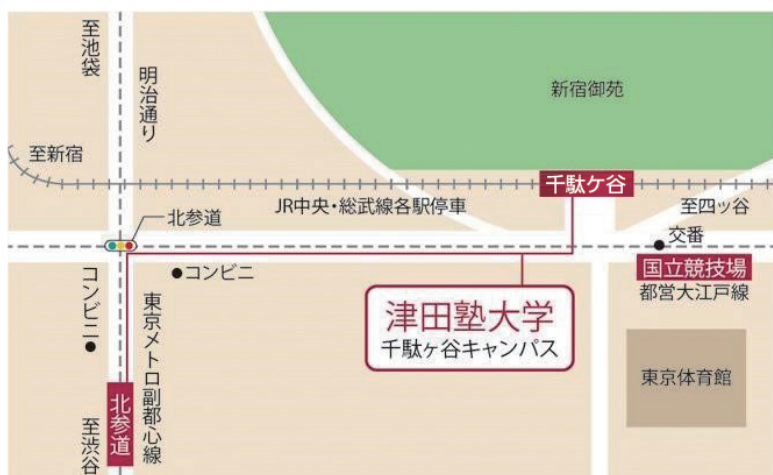 至池袋
明治通り
新宿御苑
至新宿
千駄ケ谷
JR中央・総武線各駅停車
至四ッ谷
北参道
交番
コンビニ
国立競技場
都営大江戸線
コンビニ
東京メトロ副都心線
津田塾大学
千駄ヶ谷キャンパス
東京体育館
北参道
至渋谷